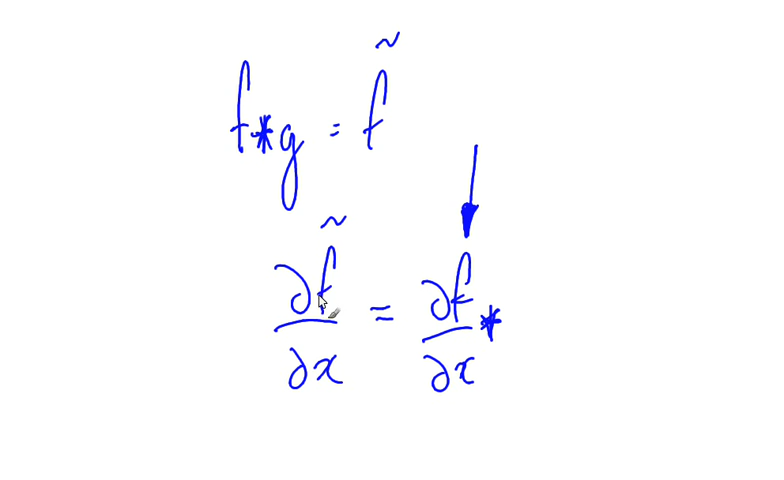 f * g = f̃
∂f̃/∂x = ∂f/∂x *